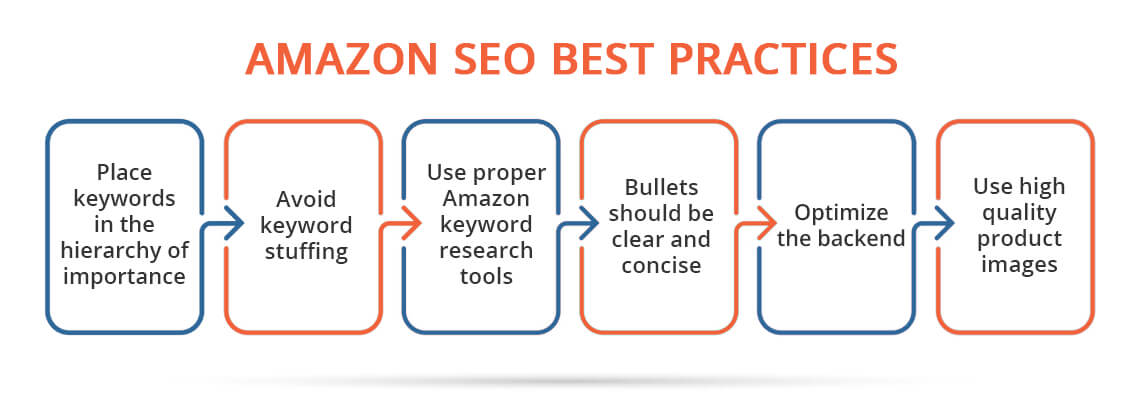 AMAZON SEO BEST PRACTICES
Place
keywords
in the
hierarchy of
importance
Avoid
keyword
stuffing
Use proper
Amazon
keyword
research
tools
Bullets
should be
clear and
concise
Optimize
the backend
Use high
quality
product
images